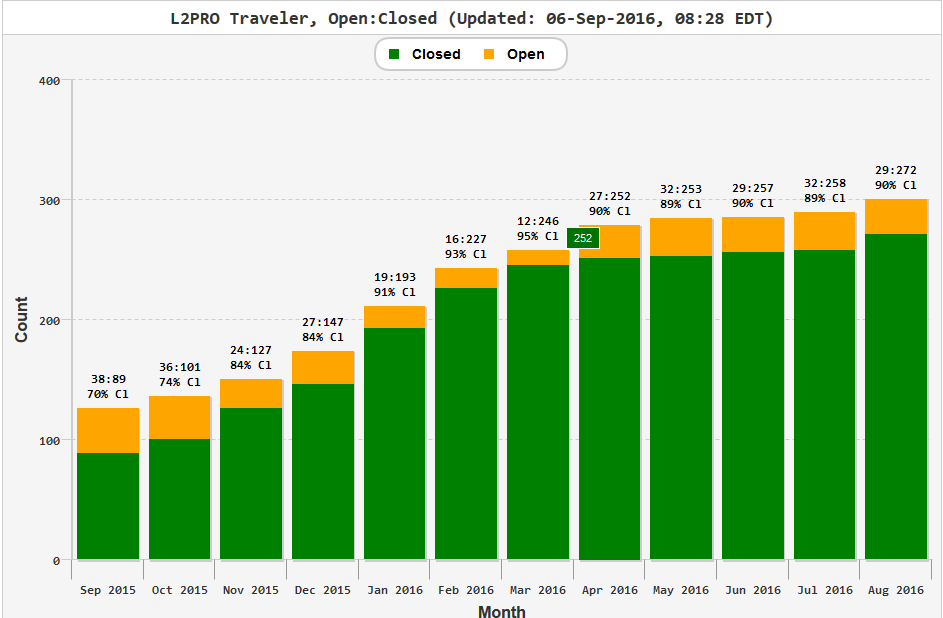 L2PRO Traveler, Open:Closed (Updated: 06-Sep-2016, 08:28 EDT)
Closed Open
400
300
200
100
0
Count
38:89
70% Cl
36:101
74% Cl
24:127
84% Cl
27:147
84% Cl
19:193
91% Cl
16:227
93% Cl
12:246
95% Cl
252
27:252
90% Cl
32:253
89% Cl
29:257
90% Cl
32:258
89% Cl
29:272
90% Cl
Sep 2015 Oct 2015 Nov 2015 Dec 2015 Jan 2016 Feb 2016 Mar 2016 Apr 2016 May 2016 Jun 2016 Jul 2016 Aug 2016
Month